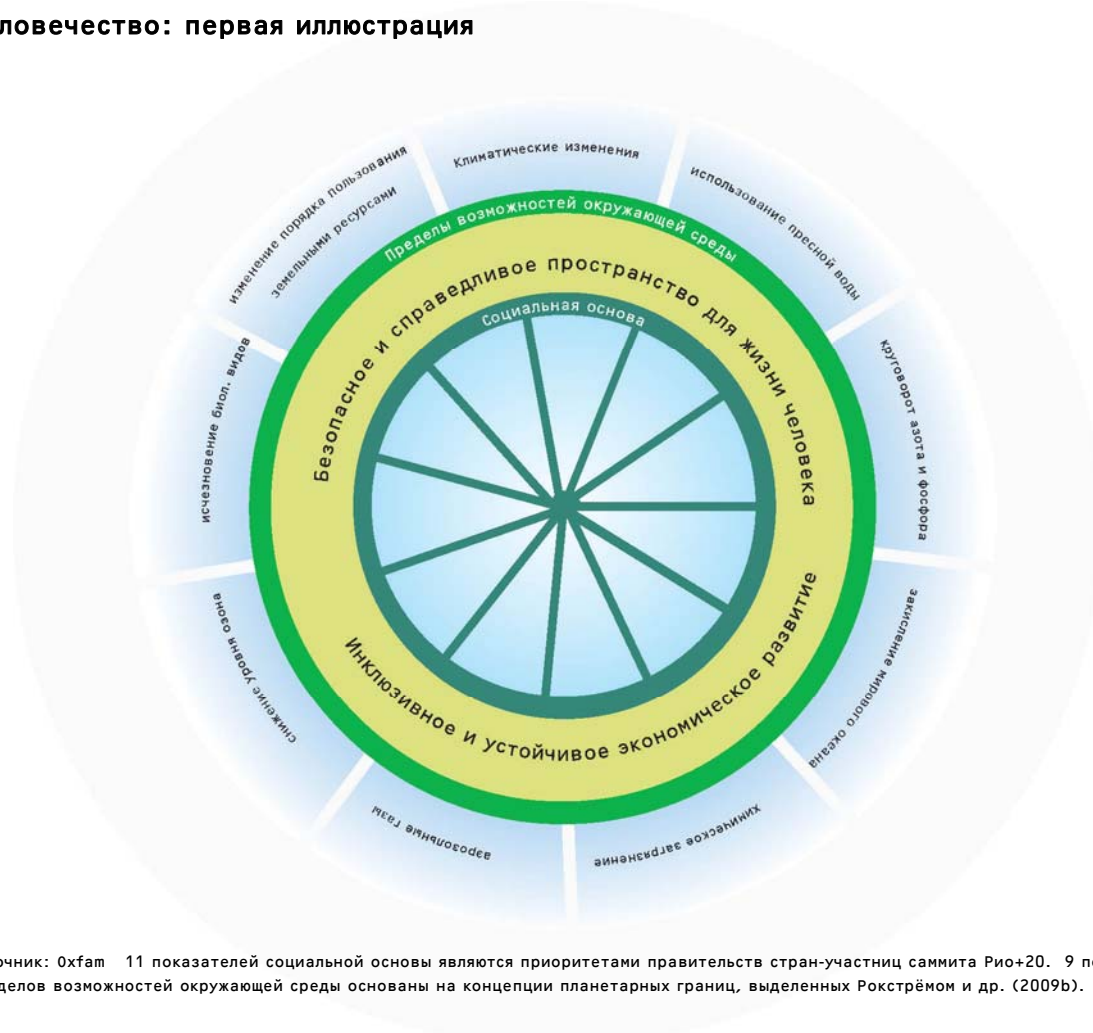 ловечество: первая иллюстрация
Климатические изменения
использование пресной воды
круговорот азота и фосфора
закисление мирового океана
химическое загрязнение
аэрозольные газы
снижение уровня озона
исчезновение биол. видов
изменение порядка пользования
земельными ресурсами
Пределы возможностей окружающей среды
Безопасное и справедливое пространство для жизни человека
Социальная основа
Инклюзивное и устойчивое экономическое развитие
очник: Oxfam 11 показателей социальной основы являются приоритетами правительств стран-участниц саммита Рио+20. 9 п
делов возможностей окружающей среды основаны на концепции планетарных границ, выделенных Рокстрёмом и др. (2009b).